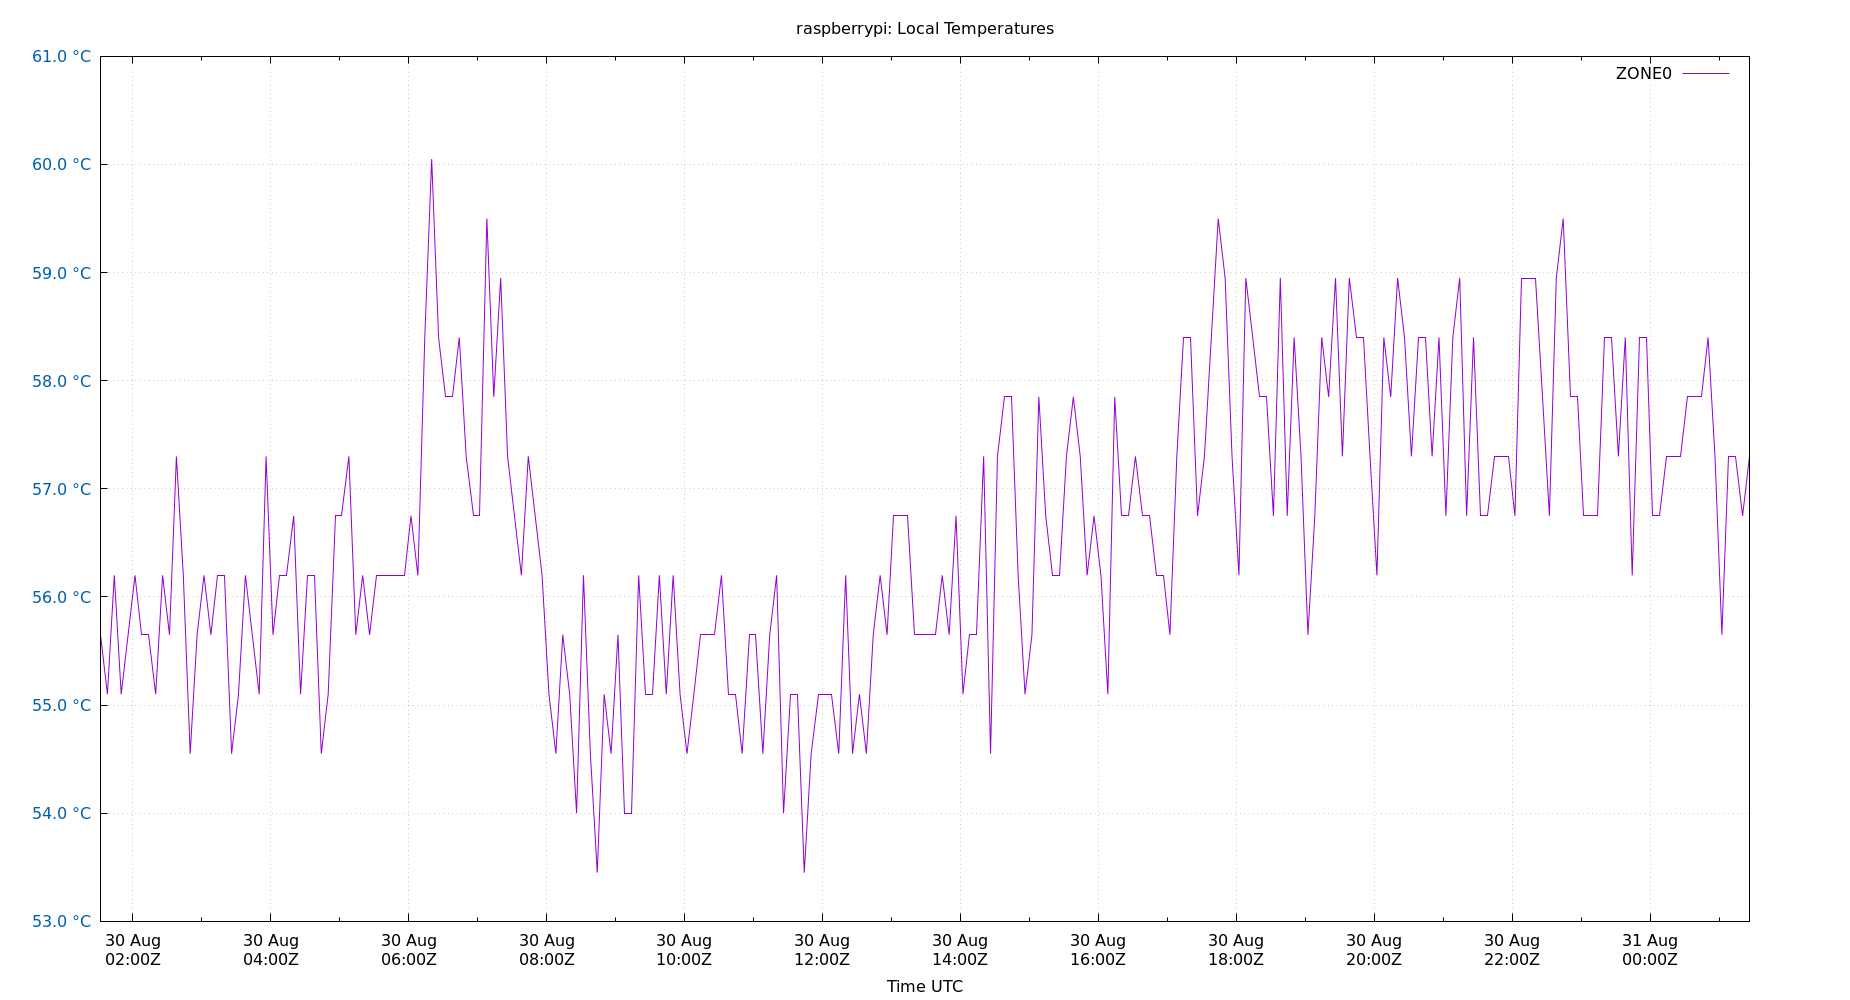 raspberrypi: Local Temperatures
61.0 °C
ZONE0
60.0 °C
59.0 °C
58.0 °C
57.0 °C
56.0 °C
55.0 °C
54.0 °C
53.0 °C
30 Aug 30 Aug 30 Aug 30 Aug 30 Aug 30 Aug 30 Aug 30 Aug 30 Aug 30 Aug 30 Aug 31 Aug
02:00Z 04:00Z 06:00Z 08:00Z 10:00Z 12:00Z 14:00Z 16:00Z 18:00Z 20:00Z 22:00Z 00:00Z
Time UTC